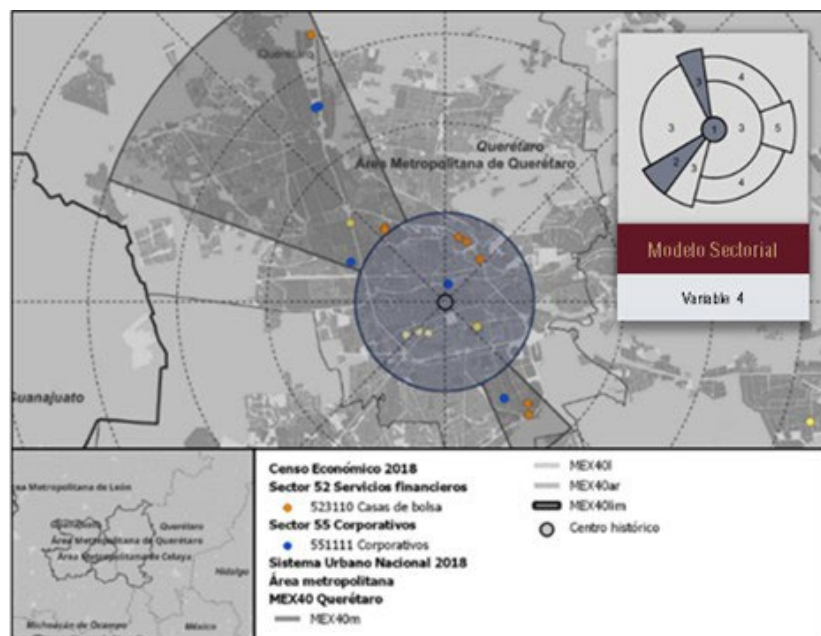 Querétaro
Querétaro
Área Metropolitana de Querétaro
Guanajuato
4
3
3
1
3
5
2
3
4
Modelo Sectorial
Variable 4
Área Metropolitana de León
Querétaro
Área Metropolitana de Querétaro
Área Metropolitana de Celaya
Hidalgo
Michoacán de Ocampo
México
Censo Económico 2018
Sector 52 Servicios financieros
523110 Casas de bolsa
Sector 55 Corporativos
551111 Corporativos
Sistema Urbano Nacional 2018
Área metropolitana
MEX40 Querétaro
MEX40m
MEX40l
MEX40ar
MEX40lim
Centro histórico